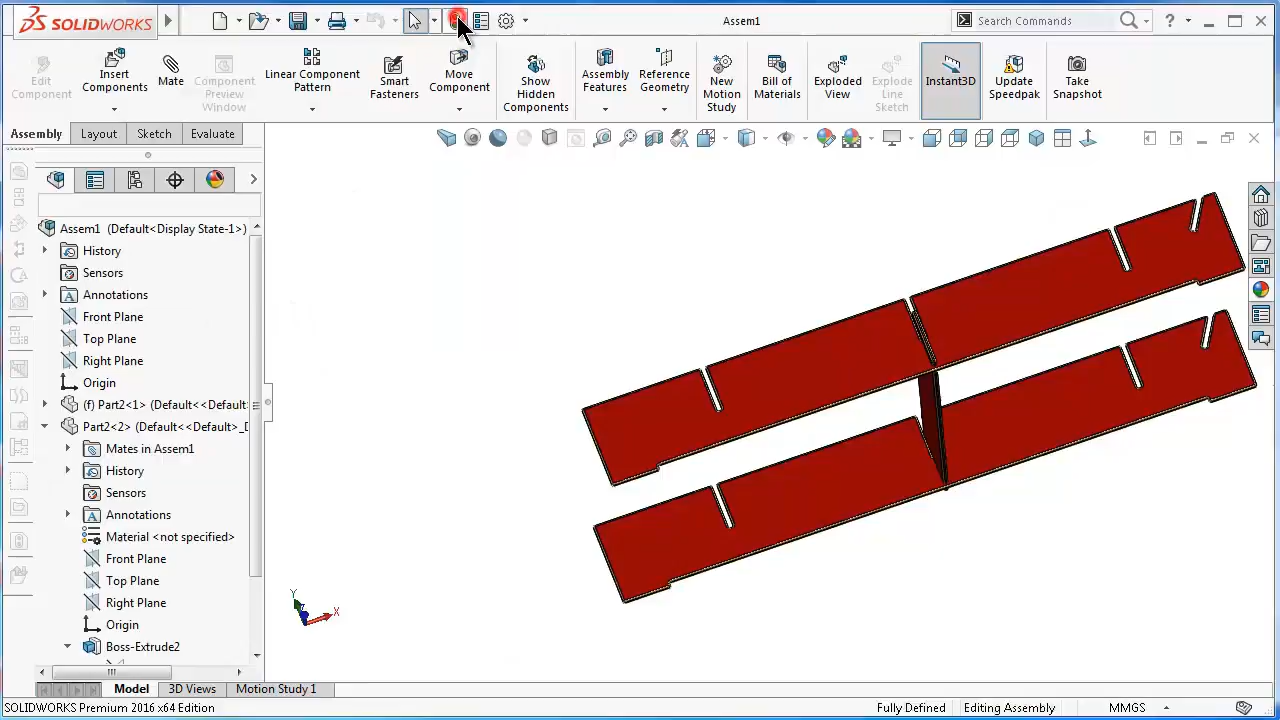 SOLIDWORKS
Assem1
Search Commands
?
Edit Component
Insert Components
Mate
Component Preview Window
Linear Component Pattern
Smart Fasteners
Move Component
Show Hidden Components
Assembly Features
Reference Geometry
New Motion Study
Bill of Materials
Exploded View
Explode Line Sketch
Instant3D
Update Speedpak
Take Snapshot
Assembly
Layout
Sketch
Evaluate
Assem1 (Default<Display State-1>)
History
Sensors
Annotations
Front Plane
Top Plane
Right Plane
Origin
(f) Part2<1> (Default<<Default
Part2<2> (Default<<Default>_D
Mates in Assem1
History
Sensors
Annotations
Material <not specified>
Front Plane
Top Plane
Right Plane
Origin
Boss-Extrude2
Y
X
Model
3D Views
Motion Study 1
SOLIDWORKS Premium 2016 x64 Edition
Fully Defined
Editing Assembly
MMGS